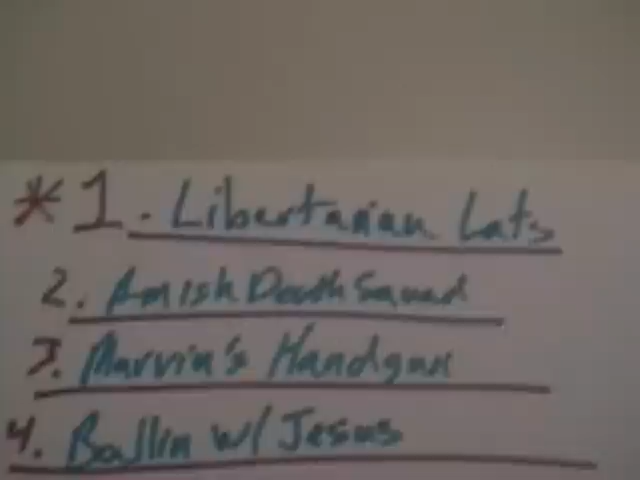 *1. Libertarian Lats
2. Amish Death Squad
3. Marvin's Handgun
4. Ballin w/ Jesus